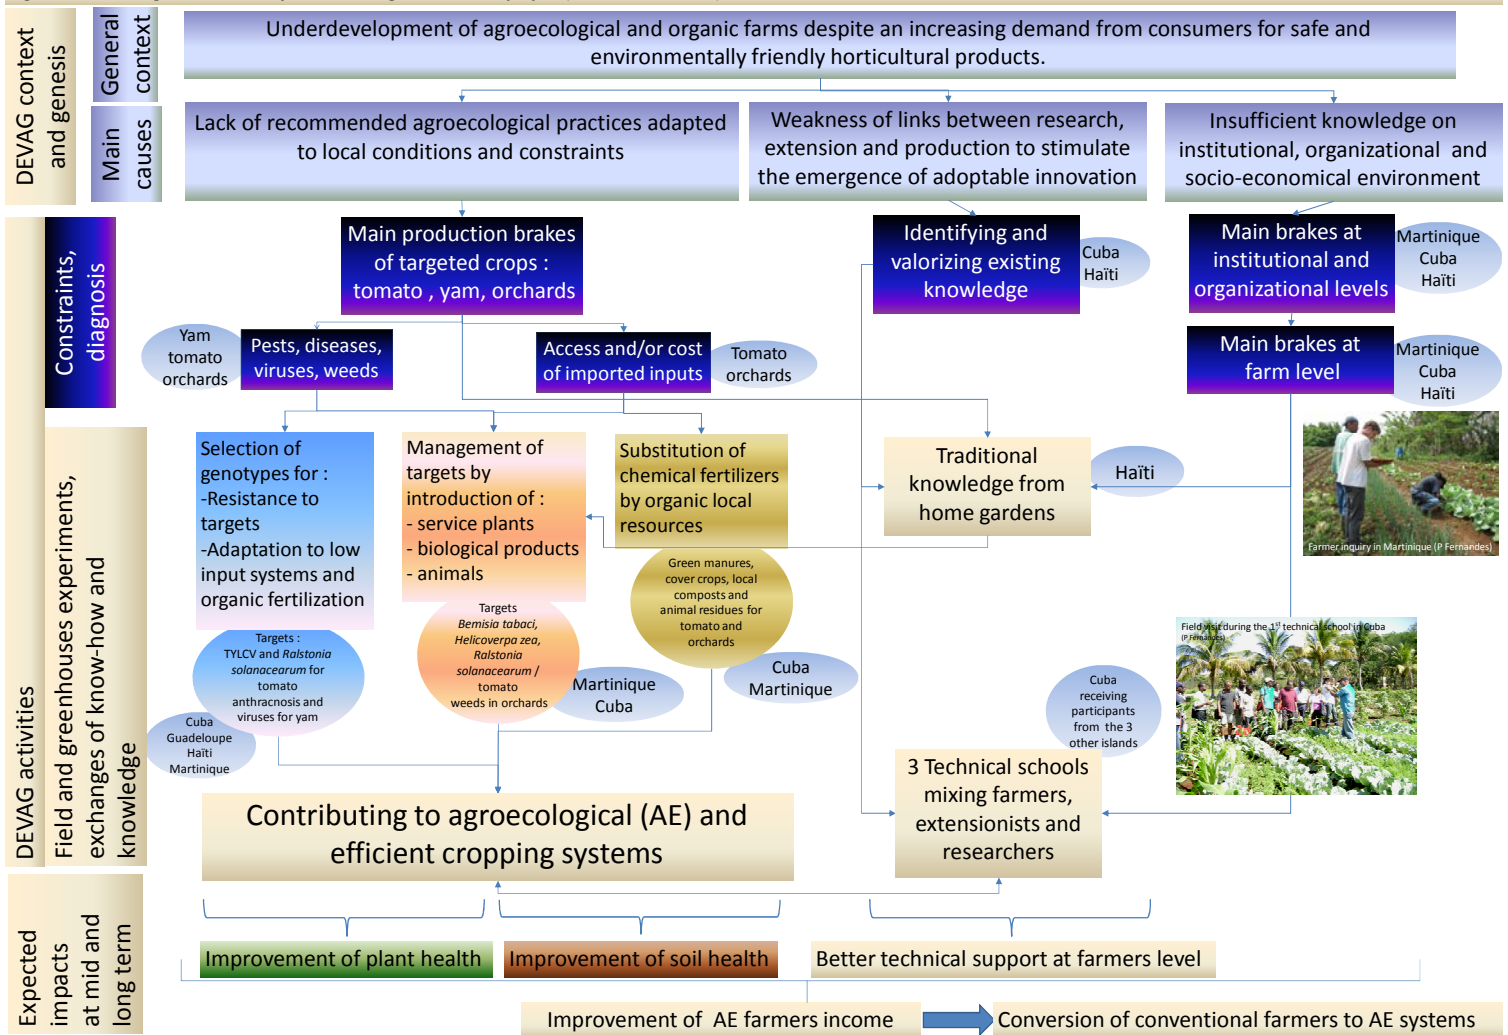 DEVAG context
and genesis
General
context
Underdevelopment of agroecological and organic farms despite an increasing demand from consumers for safe and
environmentally friendly horticultural products.
Main
causes
Lack of recommended agroecological practices adapted
to local conditions and constraints
Weakness of links between research,
extension and production to stimulate
the emergence of adoptable innovation
Insufficient knowledge on
institutional, organizational and
socio-economical environment
DEVAG activities
Constraints,
diagnosis
Main production brakes
of targeted crops :
tomato , yam, orchards
Identifying and
valorizing existing
knowledge
Cuba
Haïti
Main brakes at
institutional and
organizational levels
Martinique
Cuba
Haïti
Yam
tomato
orchards
Pests, diseases,
viruses, weeds
Access and/or cost
of imported inputs
Tomato
orchards
Main brakes at
farm level
Martinique
Cuba
Haïti
Field and greenhouses experiments,
exchanges of know-how and
knowledge
Selection of
genotypes for :
-Resistance to
targets
-Adaptation to low
input systems and
organic fertilization
Management of
targets by
introduction of :
- service plants
- biological products
- animals
Substitution of
chemical fertilizers
by organic local
resources
Traditional
knowledge from
home gardens
Haïti
Farmer inquiry in Martinique (P Fernandes)
Targets :
TYLCV and Ralstonia
solanacearum for
tomato
anthracnosis and
viruses for yam
Cuba
Guadeloupe
Haïti
Martinique
Targets
Bemisia tabaci,
Helicoverpa zea,
Ralstonia
solanacearum /
tomato
weeds in orchards
Martinique
Cuba
Green manures,
cover crops, local
composts and
animal residues for
tomato and
orchards
Cuba
Martinique
Cuba
receiving
participants
from the 3
other islands
Field visit during the 1st technical school in Cuba
(P Fernandes)
Contributing to agroecological (AE) and
efficient cropping systems
3 Technical schools
mixing farmers,
extensionists and
researchers
Expected
impacts
at mid and
long term
Improvement of plant health
Improvement of soil health
Better technical support at farmers level
Improvement of AE farmers income
Conversion of conventional farmers to AE systems